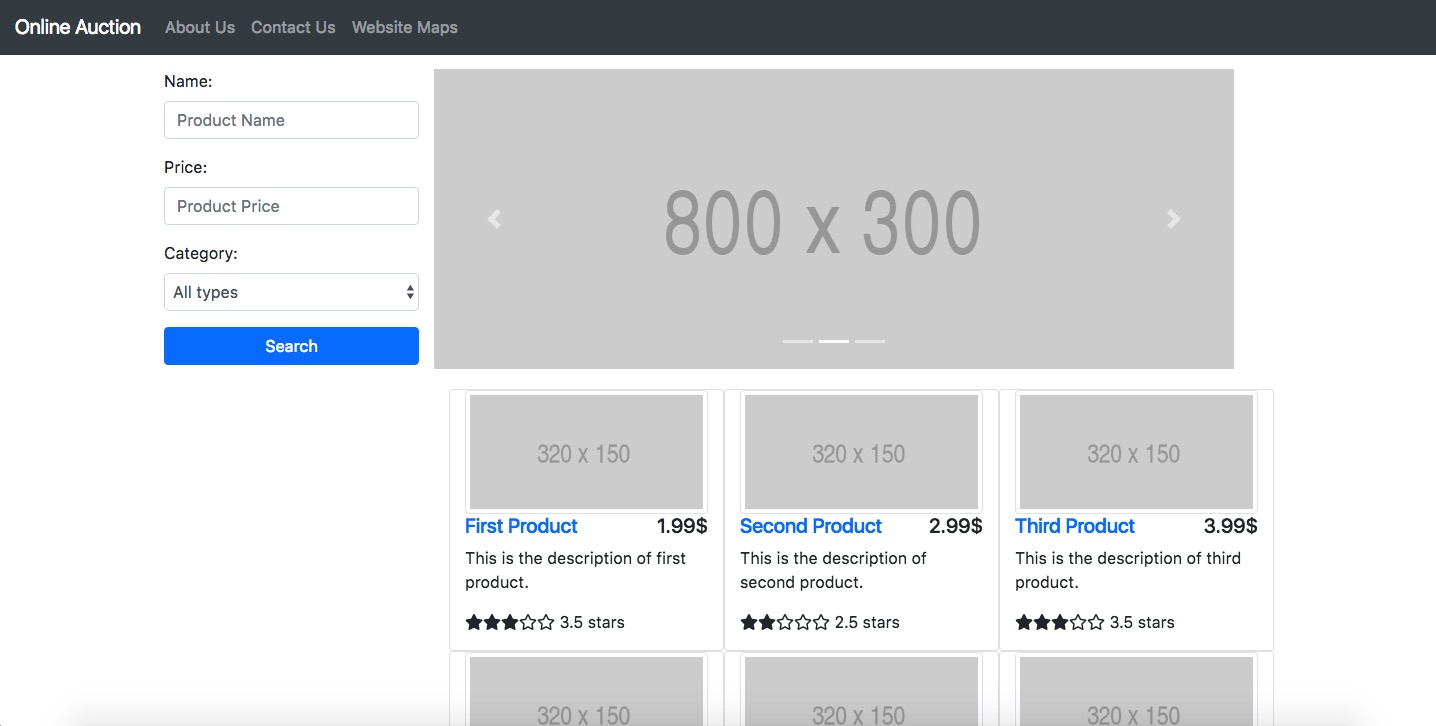 Online Auction About Us Contact Us Website Maps
Name:
Product Name
Price:
Product Price
Category:
All types
Search
800 x 300
320 x 150
First Product 1.99$
This is the description of first
product.
3.5 stars
320 x 150
Second Product 2.99$
This is the description of
second product.
2.5 stars
320 x 150
Third Product 3.99$
This is the description of third
product.
3.5 stars
320 x 150
320 x 150
320 x 150